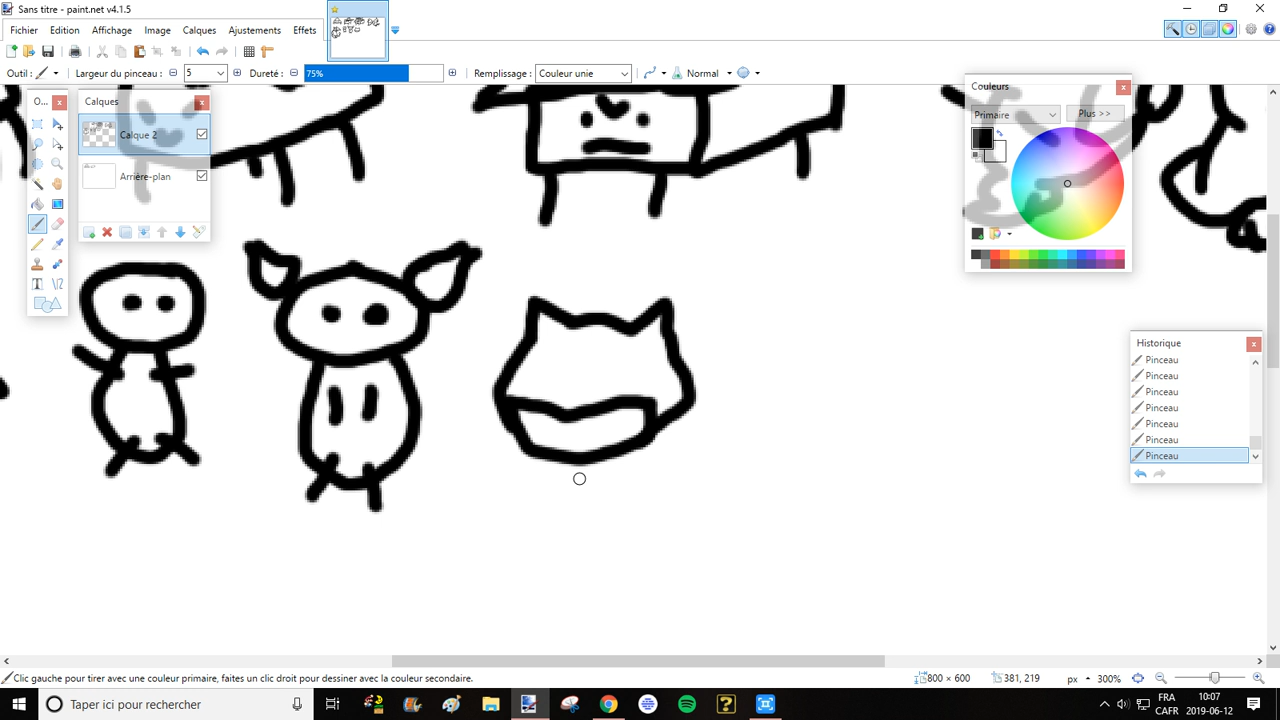 Sans titre - paint.net v4.1.5
Fichier Edition Affichage Image Calques Ajustements Effets
Outil : Largeur du pinceau : 5 Dureté : 75% Remplissage : Couleur unie Normal
O... Calques
Calque 2
Arrière-plan
Couleurs
Primaire Plus >>
Historique
Pinceau
Pinceau
Pinceau
Pinceau
Pinceau
Pinceau
Pinceau
Clic gauche pour tirer avec une couleur primaire, faites un clic droit pour dessiner avec la couleur secondaire. 800 × 600 381, 219 px 300%
Taper ici pour rechercher FRA 10:07
CAFR 2019-06-12